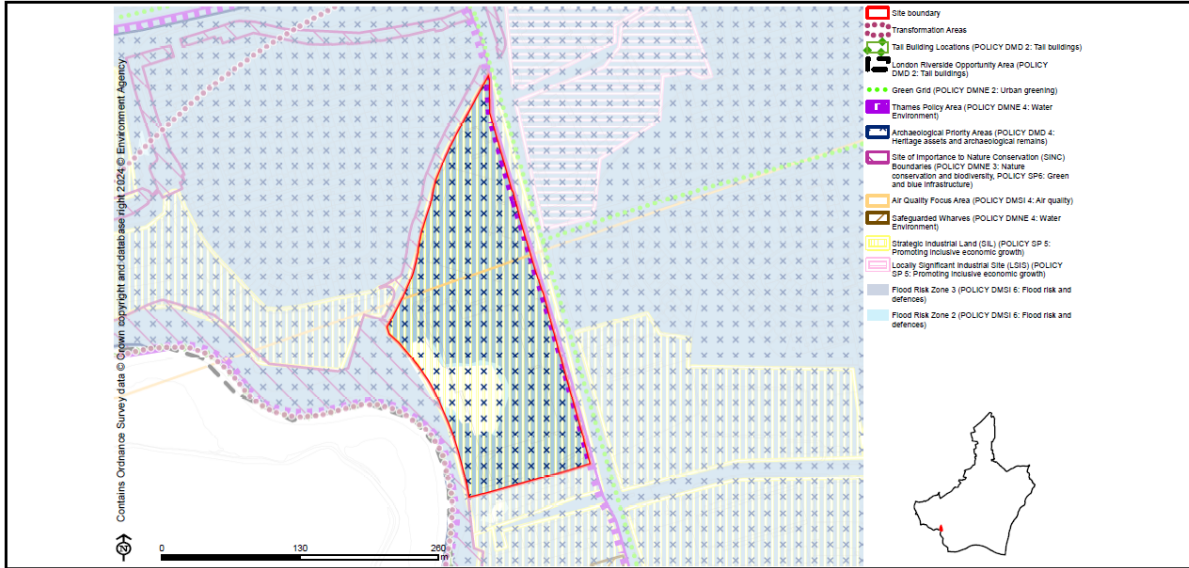 Contains Ordnance Survey data © Crown copyright and database right 2024 © Environment Agency
N
0
130
260
m
Site boundary
Transformation Areas
Tall Building Locations (POLICY DMD 2: Tall buildings)
London Riverside Opportunity Area (POLICY
DMD 2: Tall buildings)
Green Grid (POLICY DMNE 2: Urban greening)
Thames Policy Area (POLICY DMNE 4: Water
Environment)
Archaeological Priority Areas (POLICY DMD 4:
Heritage assets and archaeological remains)
Site of Importance to Nature Conservation (SINC)
Boundaries (POLICY DMNE 3: Nature
conservation and biodiversity, POLICY SP6: Green
and blue infrastructure)
Air Quality Focus Area (POLICY DMSI 4: Air quality)
Safeguarded Wharves (POLICY DMNE 4: Water
Environment)
Strategic Industrial Land (SIL) (POLICY SP 5:
Promoting inclusive economic growth)
Locally Significant Industrial Site (LSIS) (POLICY
SP 5: Promoting inclusive economic growth)
Flood Risk Zone 3 (POLICY DMSI 6: Flood risk and
defences)
Flood Risk Zone 2 (POLICY DMSI 6: Flood risk and
defences)